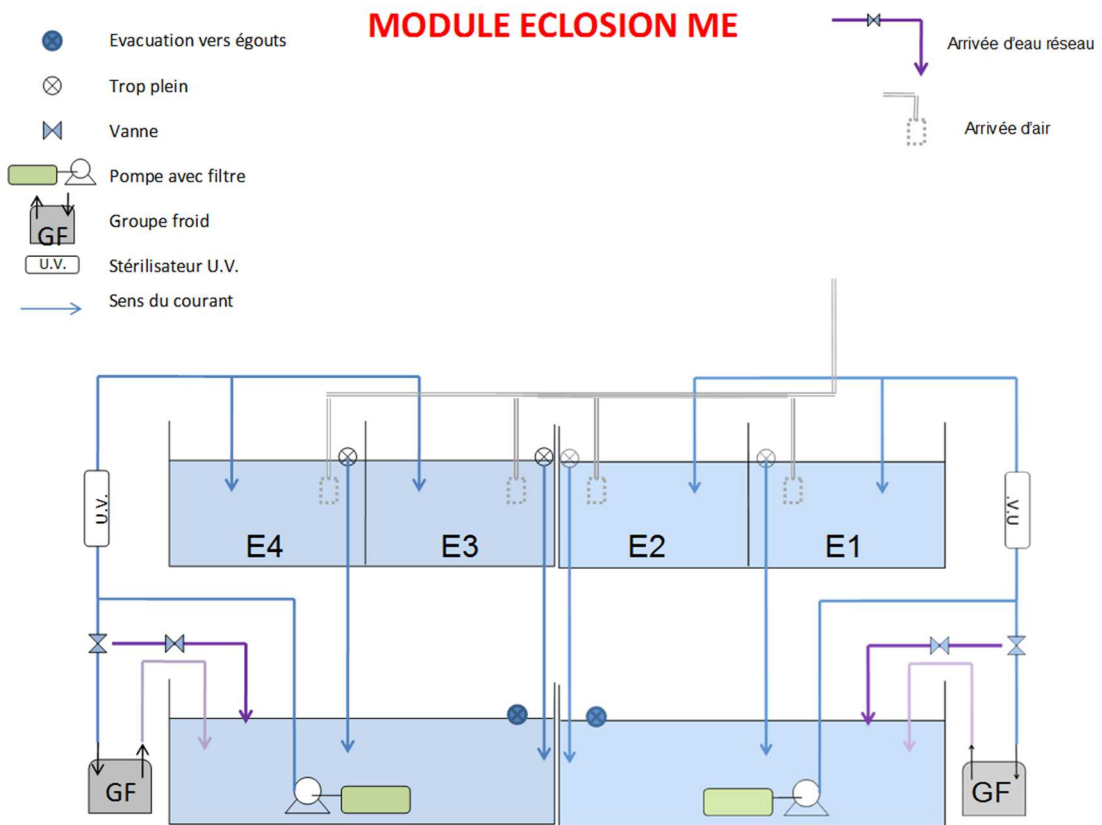 MODULE ECLOSION ME
Evacuation vers égouts
Trop plein
Vanne
Pompe avec filtre
GF
Groupe froid
U.V.
Stérilisateur U.V.
Sens du courant
Arrivée d'eau réseau
Arrivée d'air
U.V.
E4
E3
E2
E1
U.V.
GF
GF